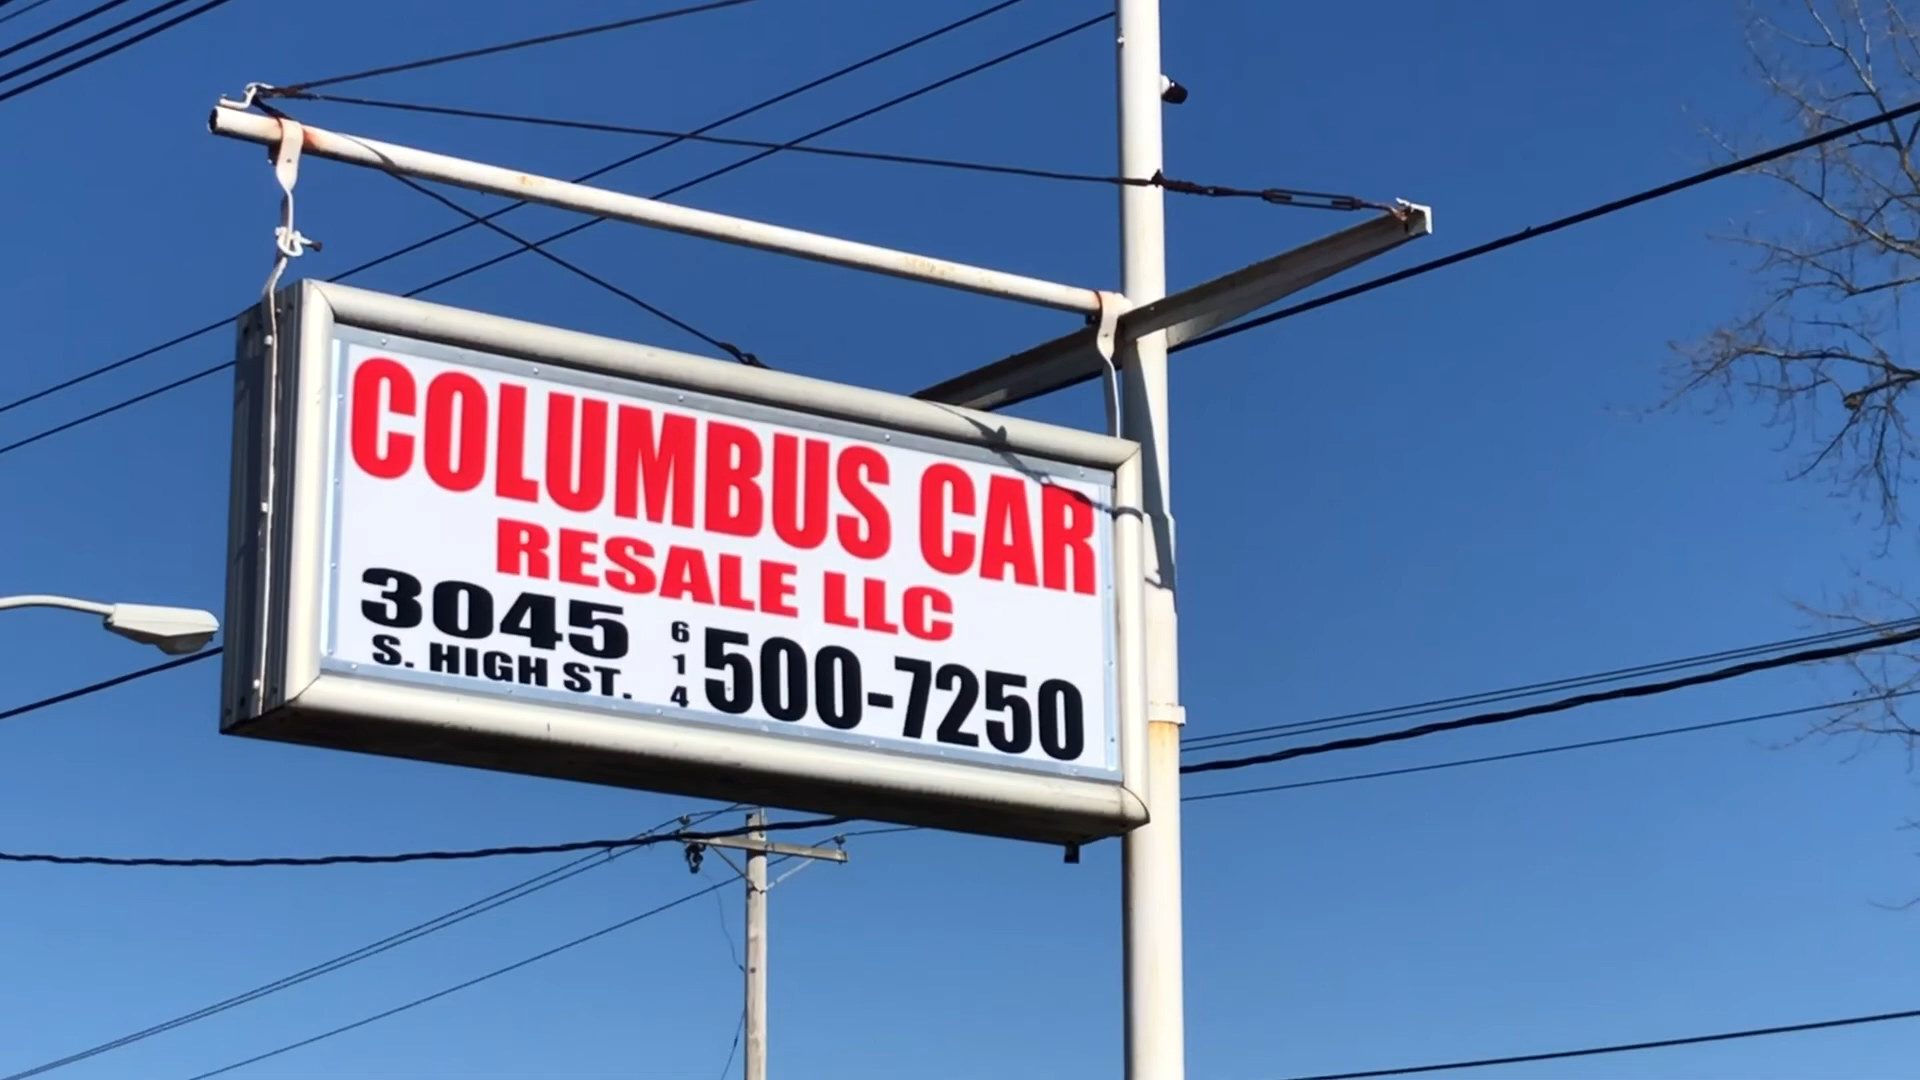 COLUMBUS CAR
RESALE LLC
3045
S. HIGH ST.
614 500-7250